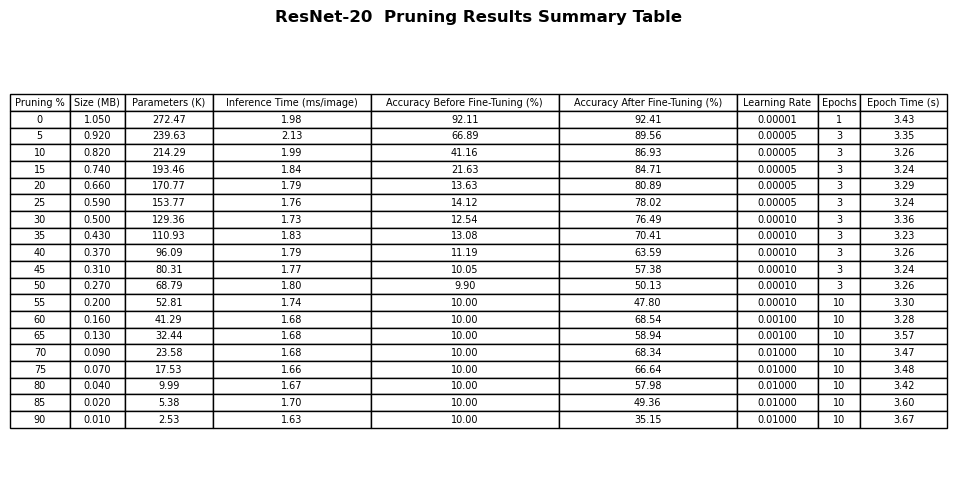 ResNet-20  Pruning Results Summary Table
Pruning % Size (MB) Parameters (K) Inference Time (ms/image) Accuracy Before Fine-Tuning (%) Accuracy After Fine-Tuning (%) Learning Rate Epochs Epoch Time (s)
0 1.050 272.47 1.98 92.11 92.41 0.00001 1 3.43
5 0.920 239.63 2.13 66.89 89.56 0.00005 3 3.35
10 0.820 214.29 1.99 41.16 86.93 0.00005 3 3.26
15 0.740 193.46 1.84 21.63 84.71 0.00005 3 3.24
20 0.660 170.77 1.79 13.63 80.89 0.00005 3 3.29
25 0.590 153.77 1.76 14.12 78.02 0.00005 3 3.24
30 0.500 129.36 1.73 12.54 76.49 0.00010 3 3.36
35 0.430 110.93 1.83 13.08 70.41 0.00010 3 3.23
40 0.370 96.09 1.79 11.19 63.59 0.00010 3 3.26
45 0.310 80.31 1.77 10.05 57.38 0.00010 3 3.24
50 0.270 68.79 1.80 9.90 50.13 0.00010 3 3.26
55 0.200 52.81 1.74 10.00 47.80 0.00010 10 3.30
60 0.160 41.29 1.68 10.00 68.54 0.00100 10 3.28
65 0.130 32.44 1.68 10.00 58.94 0.00100 10 3.57
70 0.090 23.58 1.68 10.00 68.34 0.01000 10 3.47
75 0.070 17.53 1.66 10.00 66.64 0.01000 10 3.48
80 0.040 9.99 1.67 10.00 57.98 0.01000 10 3.42
85 0.020 5.38 1.70 10.00 49.36 0.01000 10 3.60
90 0.010 2.53 1.63 10.00 35.15 0.01000 10 3.67